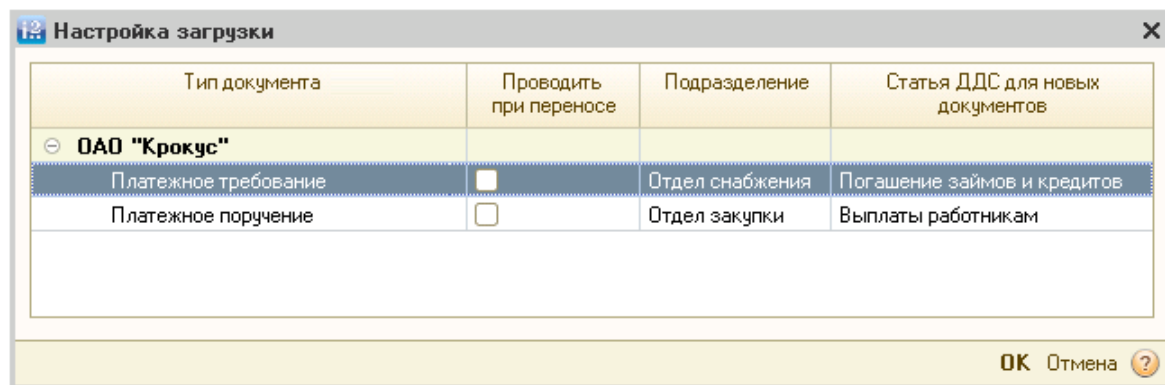 Настройка загрузки
Тип документа
Проводить при переносе
Подразделение
Статья ДДС для новых документов
ОАО "Крокус"
Платежное требование
Отдел снабжения
Погашение займов и кредитов
Платежное поручение
Отдел закупки
Выплаты работникам
OK Отмена ?